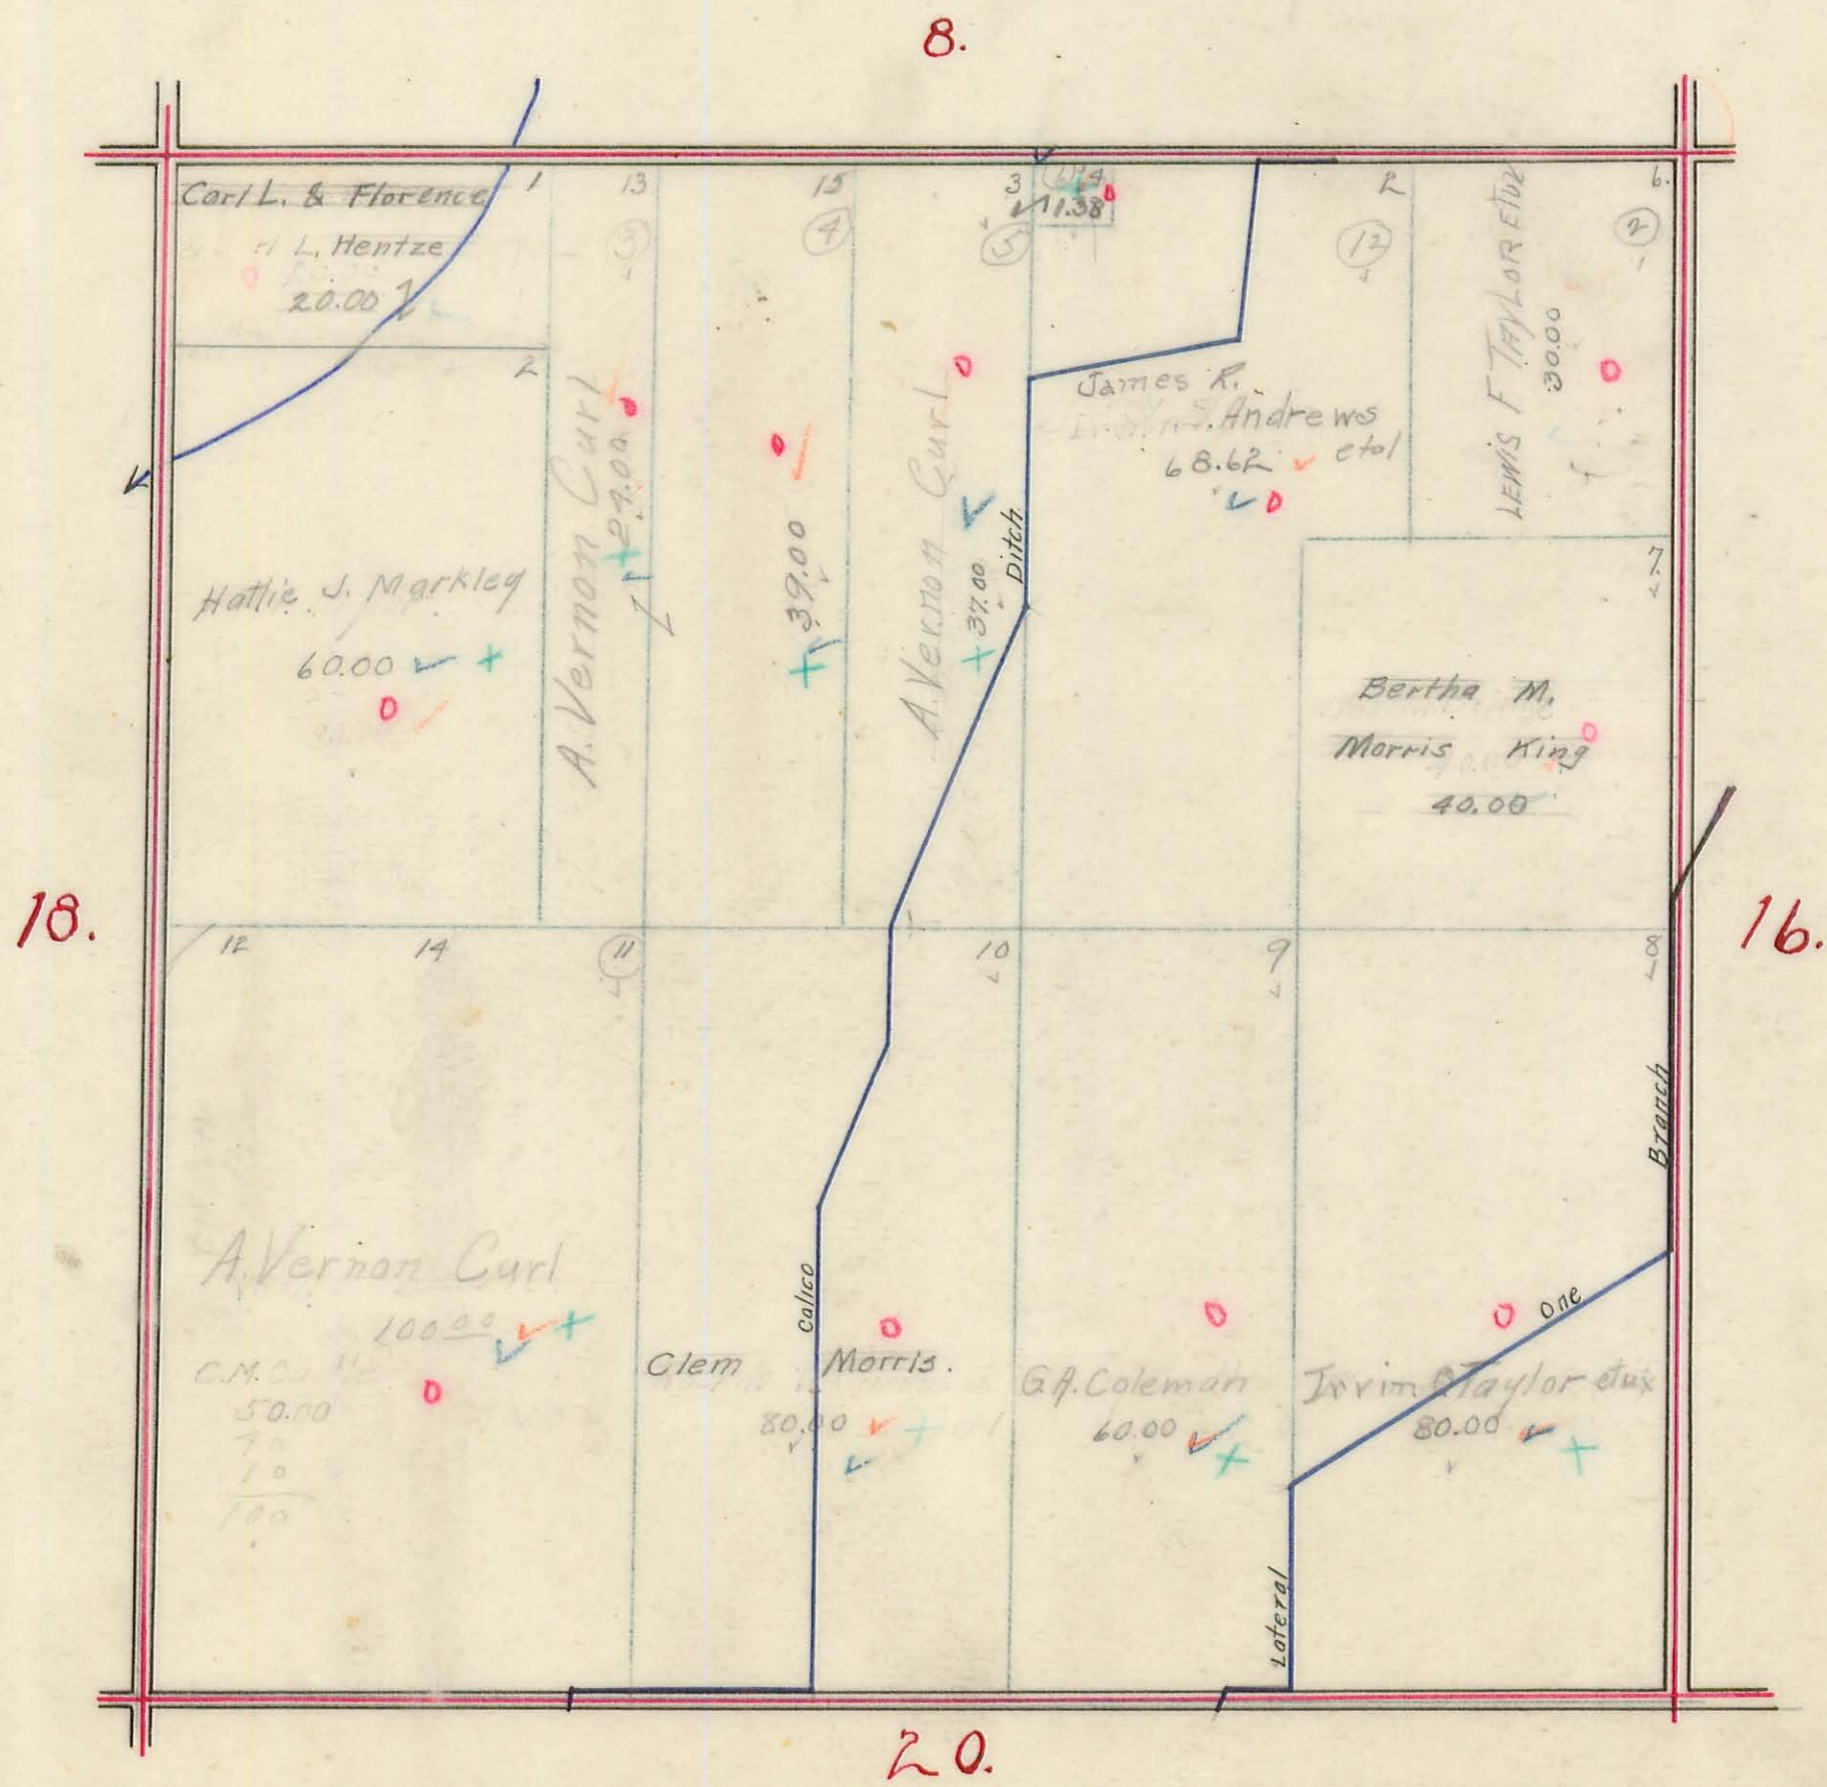 8.
Carl L. & Florence
L. Hentze
20.00
1
13
3
15
4
3
5
1.38
2
12
6.
2
LEWIS F TAYLOR ETUX
30.00
2
Hattie J. Markley
60.00
A. Vernon Curl
39.00
A. Vernon Curl
37.00
Ditch
James R.
Andrews
etal
68.62
7
Bertha M.
Morris King
40.00
18.
16.
12
14
11
10
9
8
A. Vernon Curl
100.00
C.M.
50.00
10
100
Calico
Clem Morris.
80.00
G.A. Coleman
60.00
Irvin Taylor etux
80.00
Lateral
One
Branch
20.